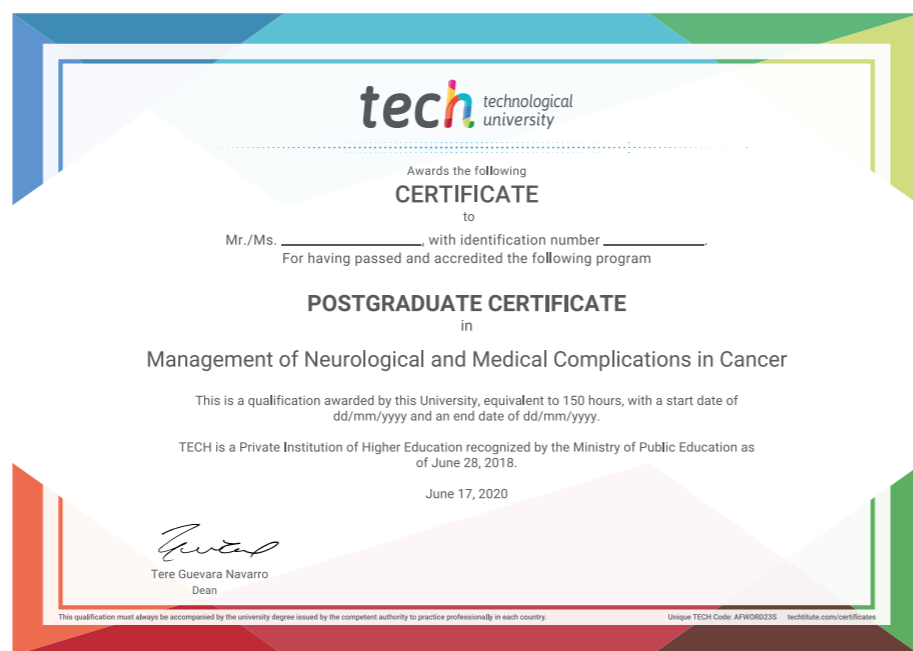 tech technological
university
Awards the following
CERTIFICATE
to
Mr./Ms. ____________________, with identification number ______________.
For having passed and accredited the following program
POSTGRADUATE CERTIFICATE
in
Management of Neurological and Medical Complications in Cancer
This is a qualification awarded by this University, equivalent to 150 hours, with a start date of
dd/mm/yyyy and an end date of dd/mm/yyyy.
TECH is a Private Institution of Higher Education recognized by the Ministry of Public Education as
of June 28, 2018.
June 17, 2020
Tere Guevara Navarro
Dean
This qualification must always be accompanied by the university degree issued by the competent authority to practice professionally in each country.
Unique TECH Code: AFWORD23S techtitute.com/certificates